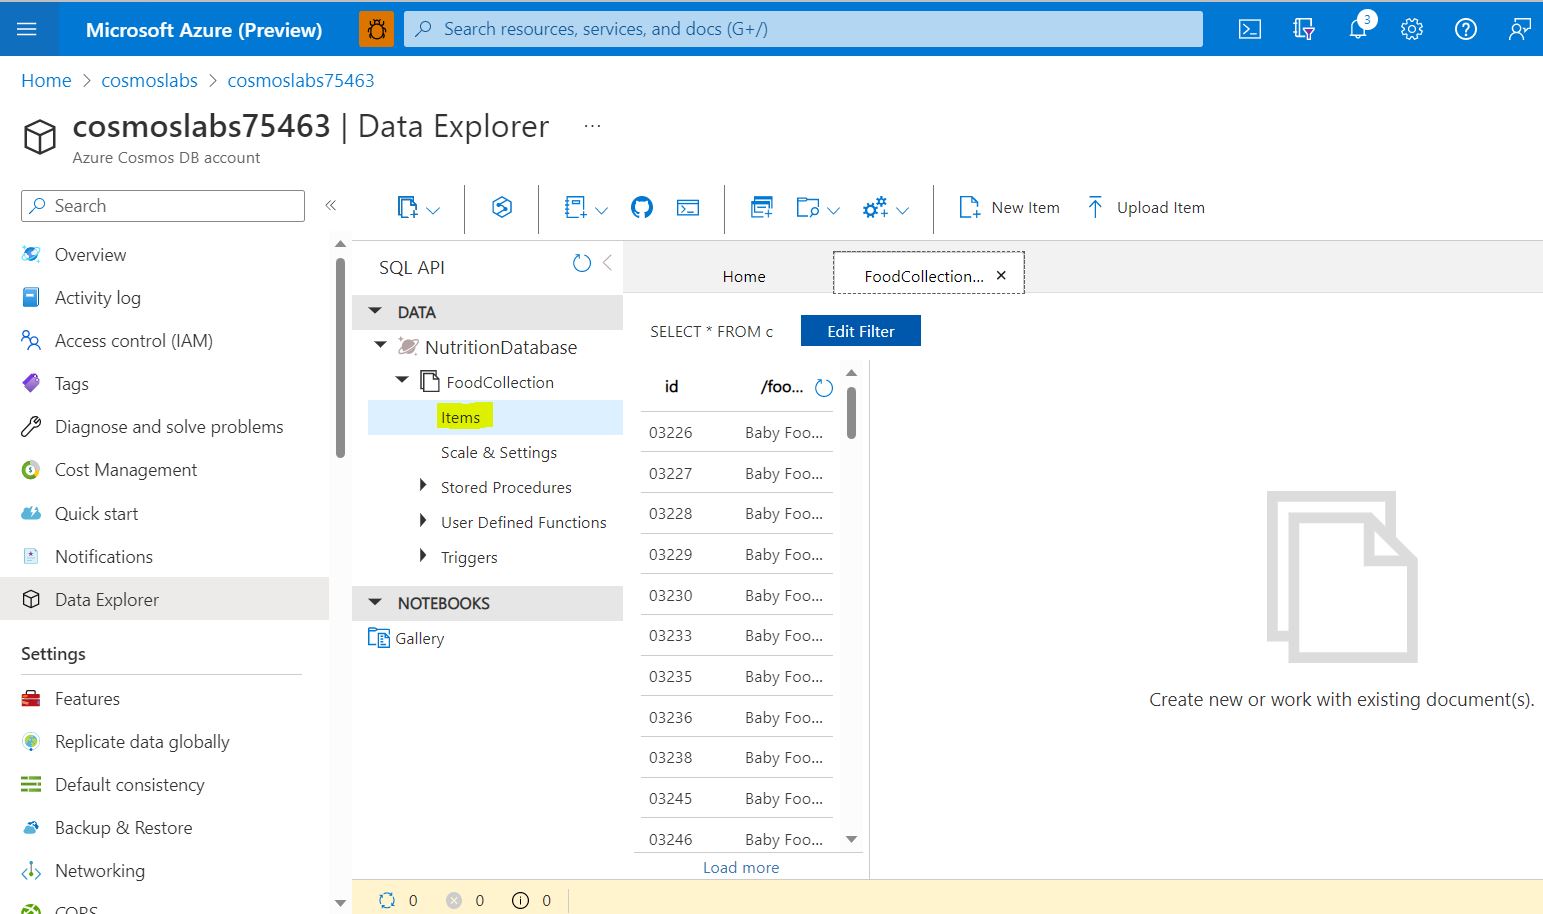 Microsoft Azure (Preview)
Search resources, services, and docs (G+/)
3
Home > cosmoslabs > cosmoslabs75463
cosmoslabs75463 | Data Explorer ...
Azure Cosmos DB account
Search
«
New Item
Upload Item
Overview
Activity log
Access control (IAM)
Tags
Diagnose and solve problems
Cost Management
Quick start
Notifications
Data Explorer
Settings
Features
Replicate data globally
Default consistency
Backup & Restore
Networking
CORS
SQL API
DATA
NutritionDatabase
FoodCollection
Items
Scale & Settings
Stored Procedures
User Defined Functions
Triggers
NOTEBOOKS
Gallery
Home
FoodCollection... ×
SELECT * FROM c
Edit Filter
id /foo...
03226 Baby Foo...
03227 Baby Foo...
03228 Baby Foo...
03229 Baby Foo...
03230 Baby Foo...
03233 Baby Foo...
03235 Baby Foo...
03236 Baby Foo...
03238 Baby Foo...
03245 Baby Foo...
03246 Baby Foo...
Load more
Create new or work with existing document(s).
0 0 0